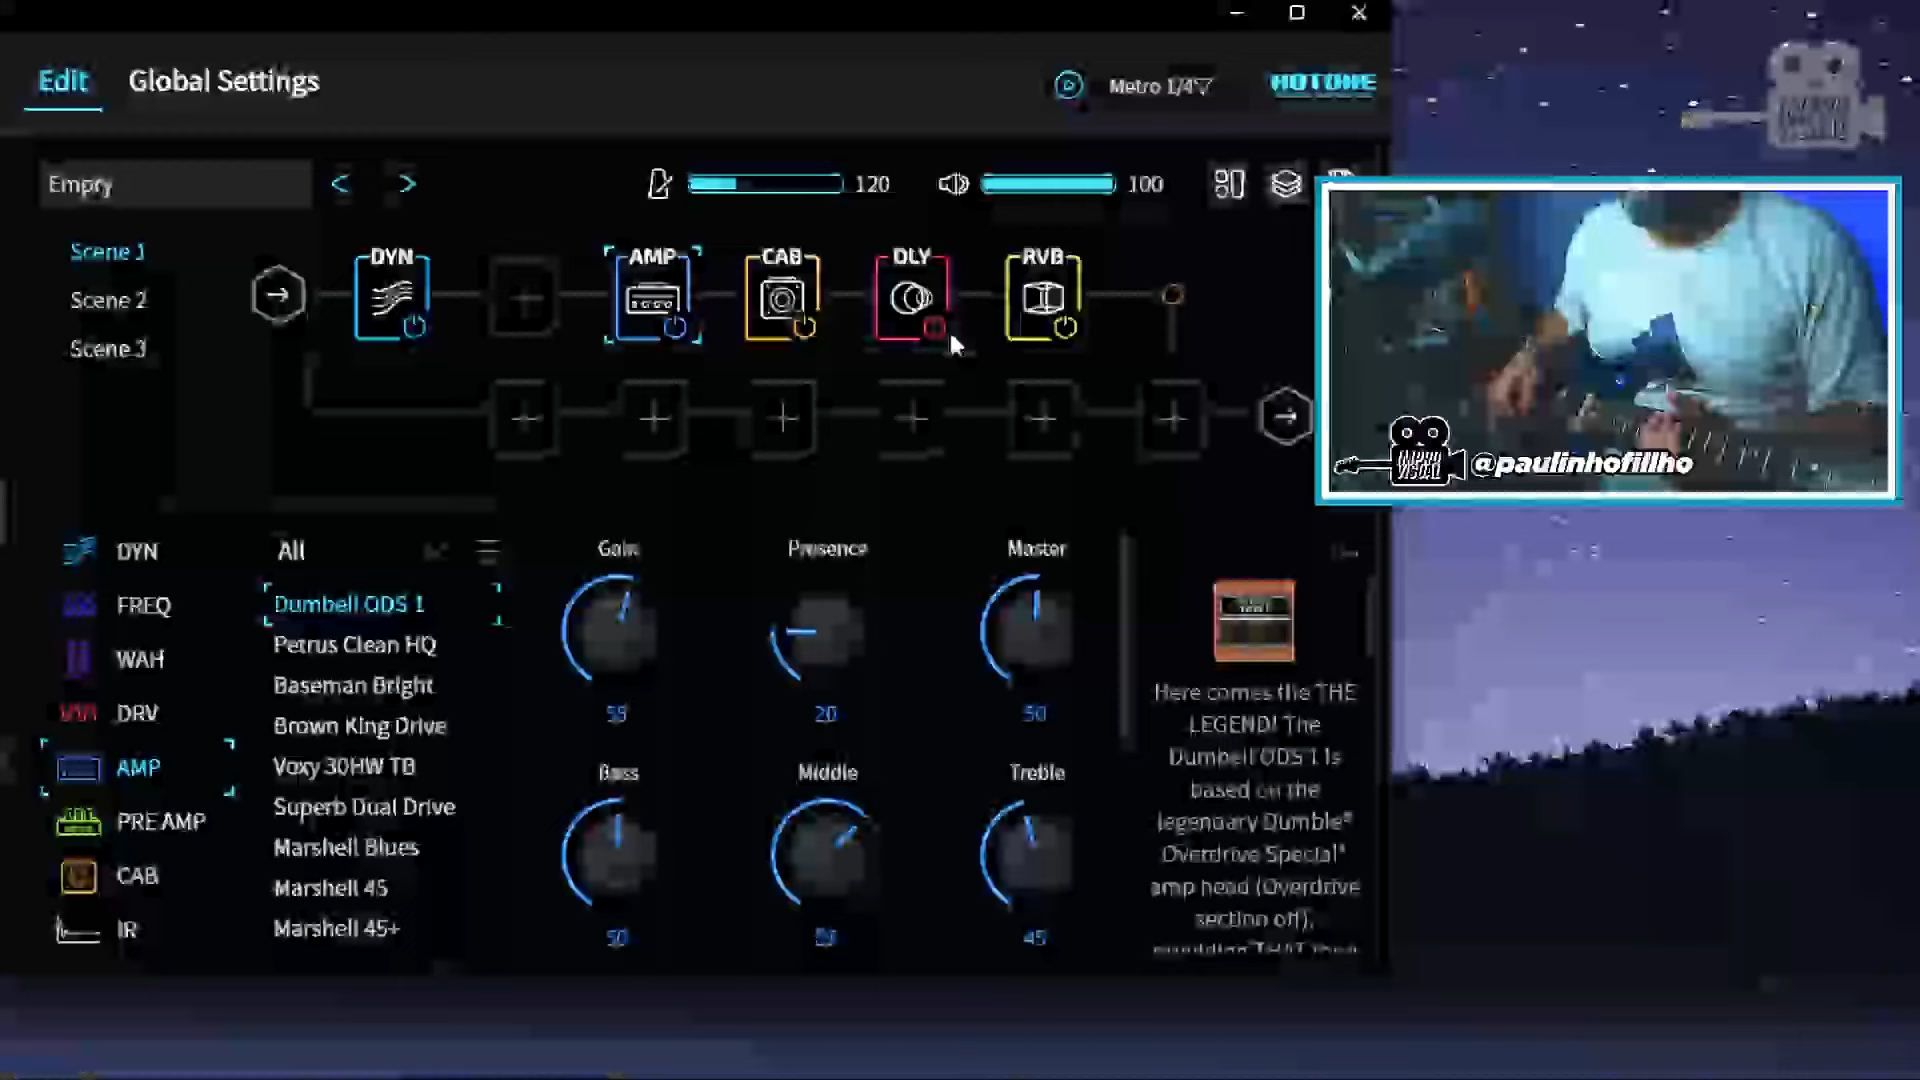 Edit Global Settings Metro 1/4 HOTONE
Empty < > 120 100
Scene 1
Scene 2
Scene 3
DYN AMP CAB DLY RVB
@paulinhofillho
DYN
FREQ
WAH
DRV
AMP
PRE AMP
CAB
IR
All
Dumbell ODS 1
Petrus Clean HQ
Baseman Bright
Brown King Drive
Voxy 30HW TB
Superb Dual Drive
Marshell Blues
Marshell 45
Marshell 45+
Gain Presence Master
20 50
Bass Middle Treble
50 45
Here comes the THE
LEGEND! The
Dumbell ODS 1 is
based on the
legendary Dumble®
Overdrive Special®
amp head (Overdrive
section off),
THAT